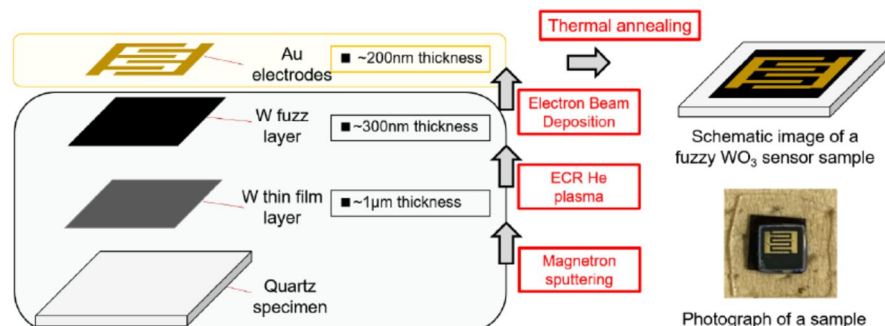 Thermal annealing
Au
electrodes
■ ~200nm thickness
Electron Beam
Deposition
W fuzz
layer
■~300nm thickness
Schematic image of a
fuzzy WO₃ sensor sample
ECR He
plasma
W thin film
layer
■~1μm thickness
Magnetron
sputtering
Quartz
specimen
Photograph of a sample